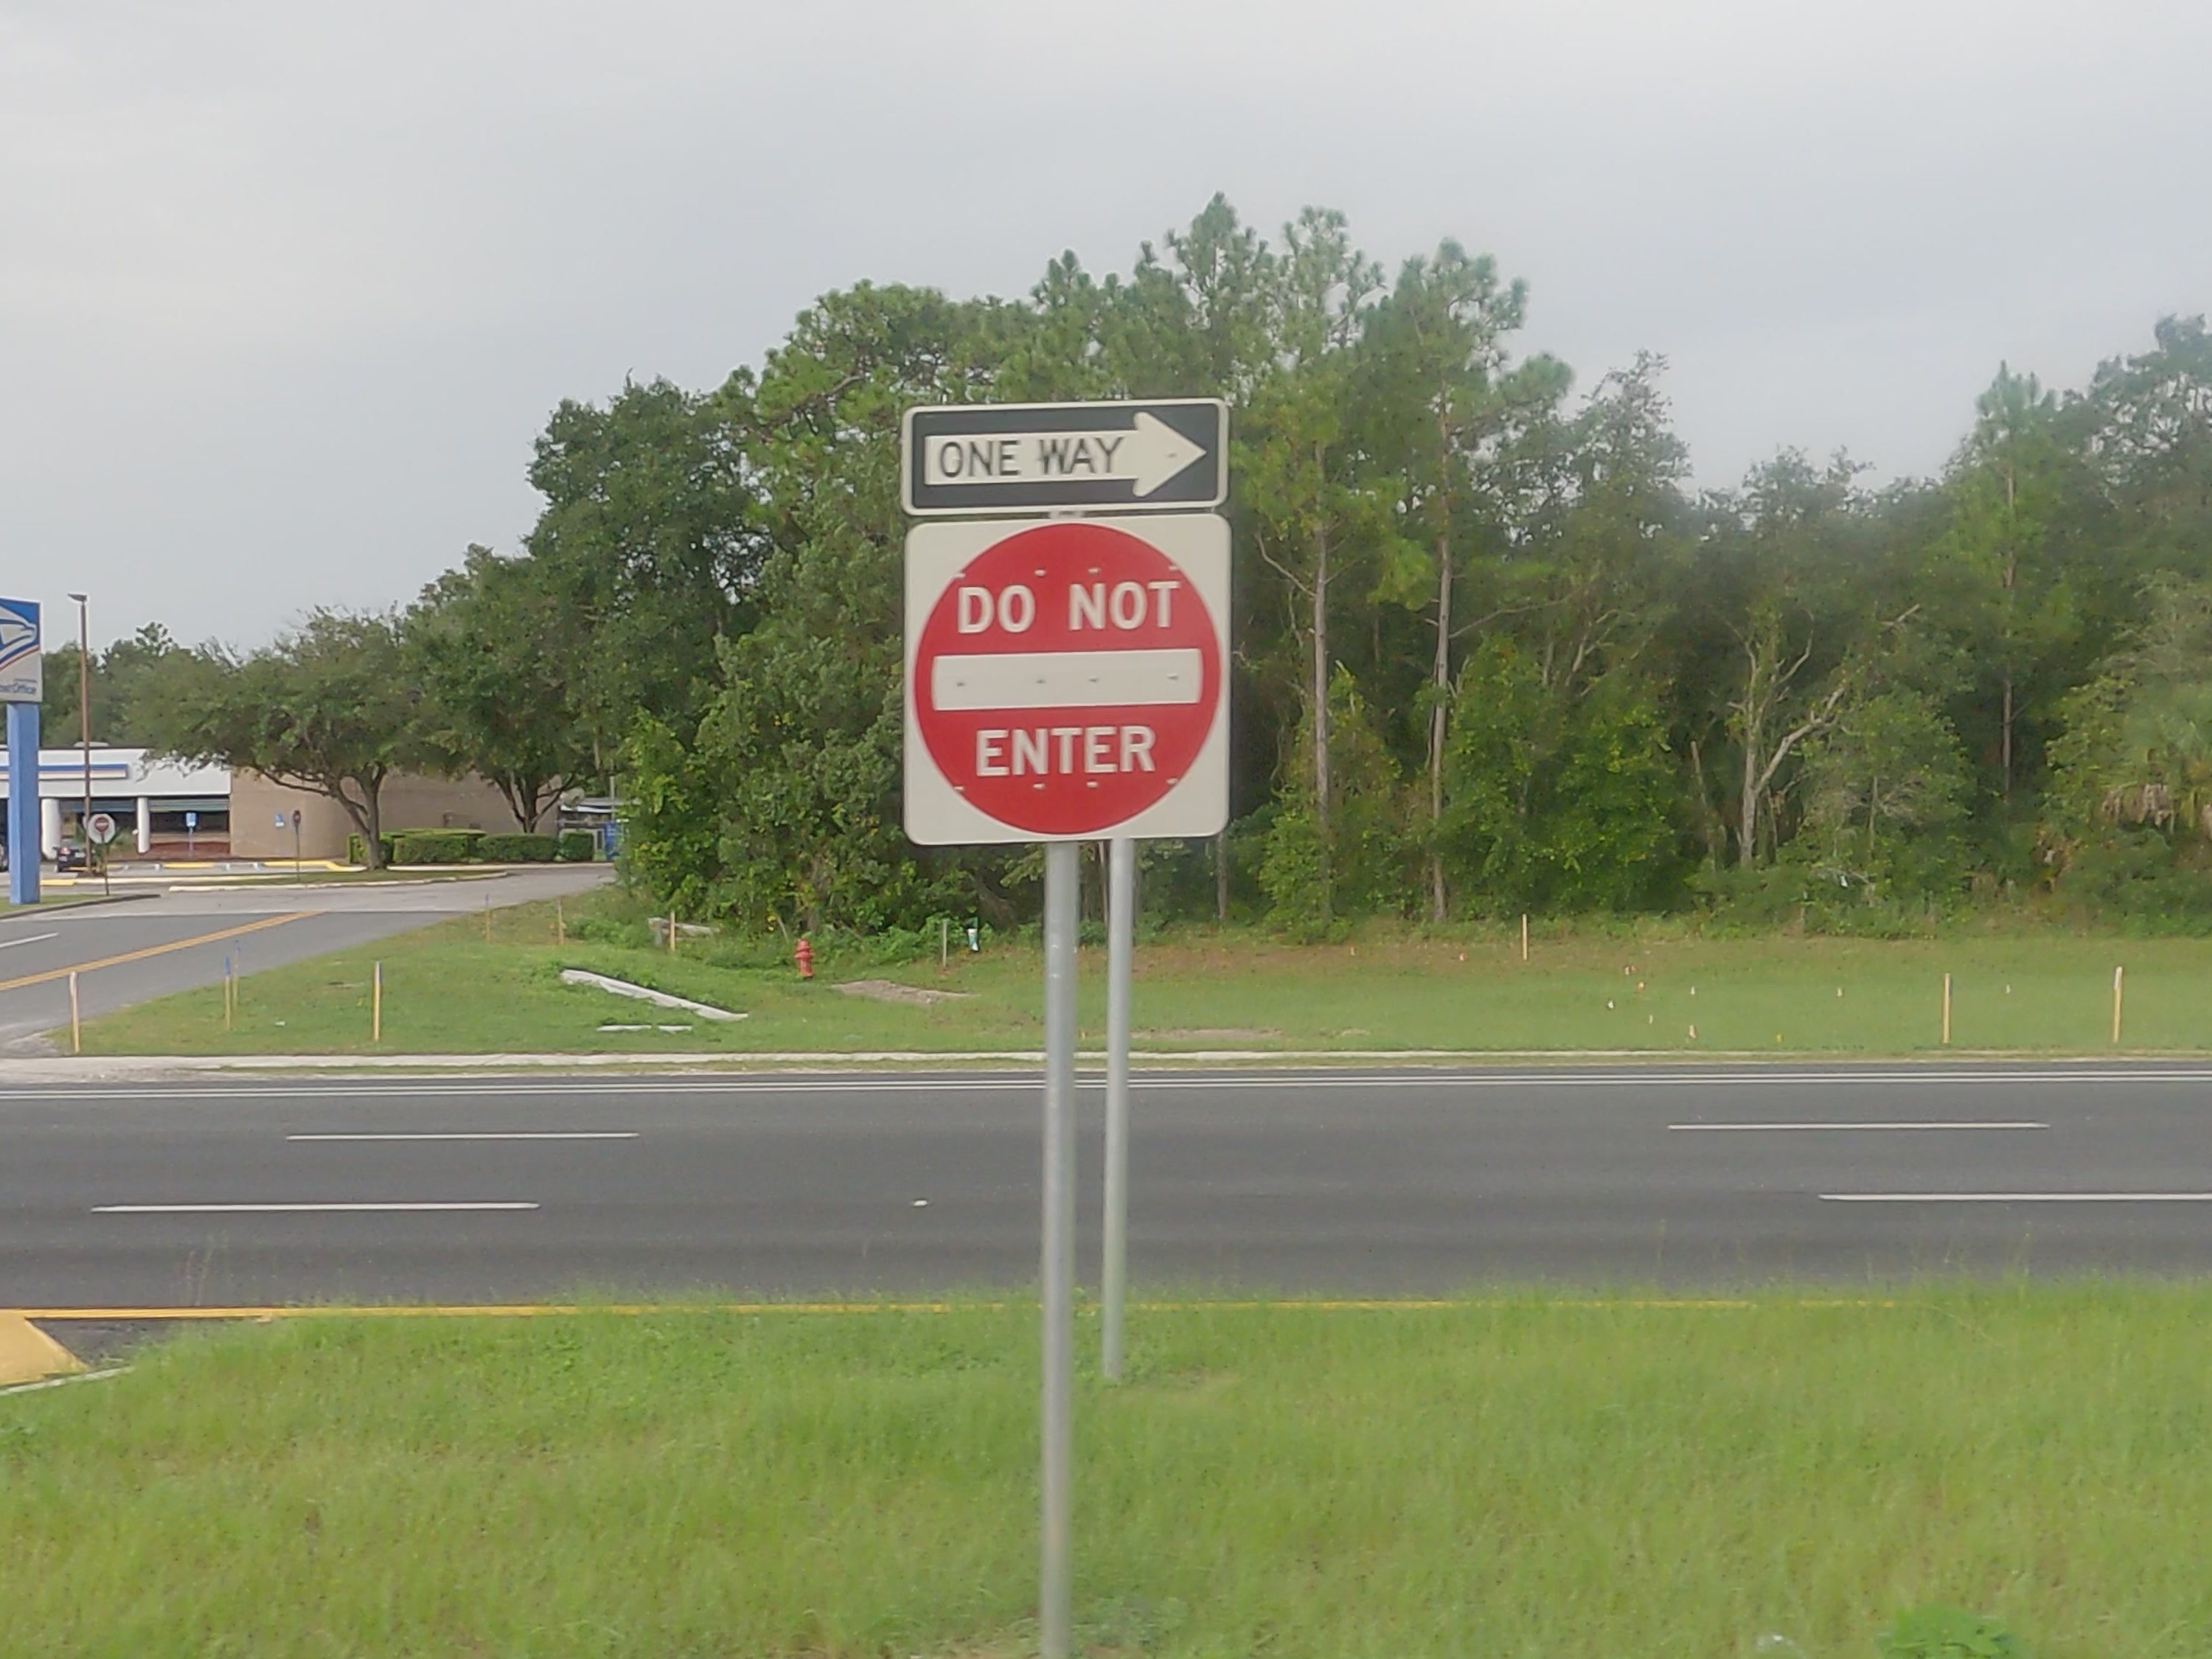 ONE WAY
DO NOT
ENTER